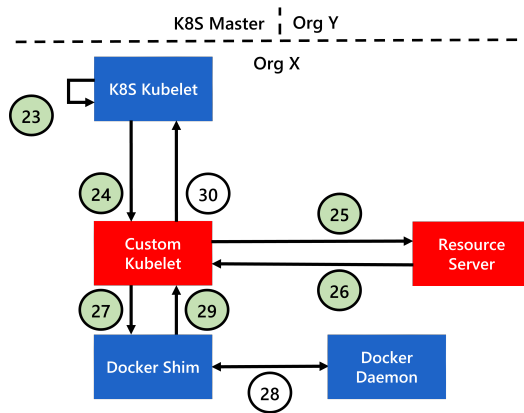 K8S Master Org Y
Org X
K8S Kubelet
23
24
30
25
Custom
Kubelet
Resource
Server
26
27
29
Docker Shim
Docker
Daemon
28